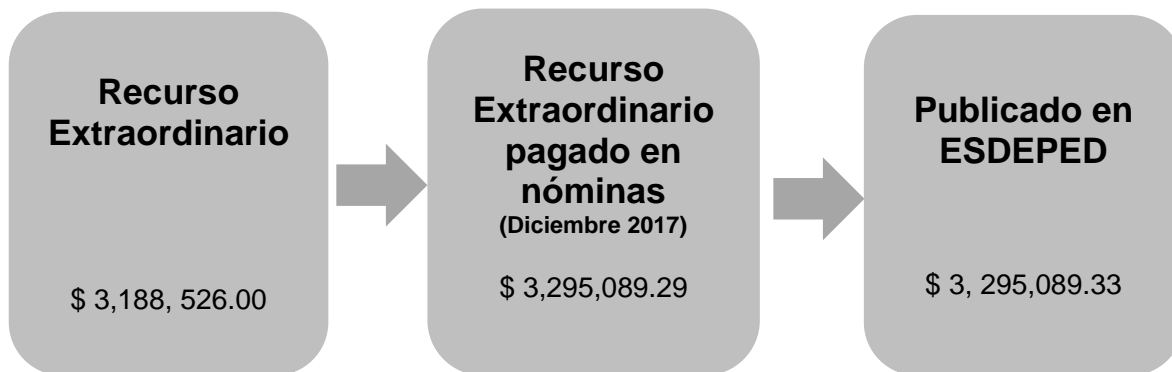 Recurso
Extraordinario
$ 3,188, 526.00
Recurso
Extraordinario
pagado en
nóminas
(Diciembre 2017)
$ 3,295,089.29
Publicado en
ESDEPED
$ 3, 295,089.33